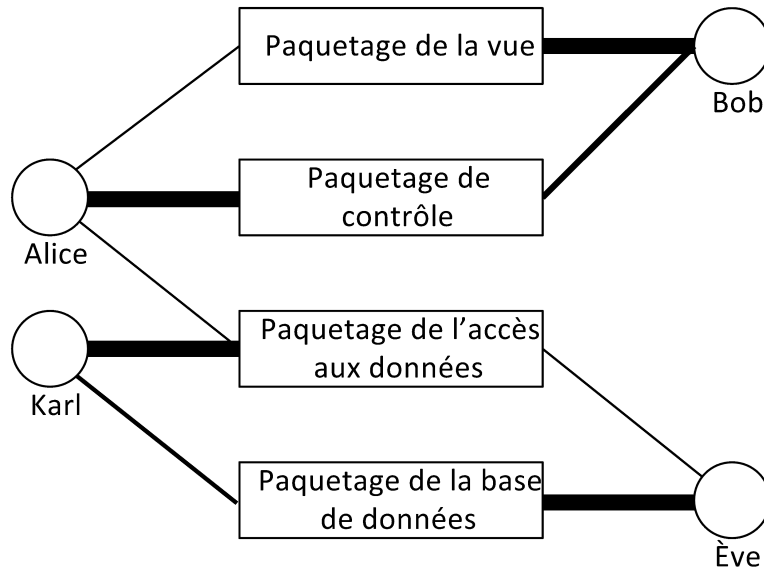 Paquetage de la vue
Bob
Paquetage de
contrôle
Alice
Paquetage de l’accès
aux données
Karl
Paquetage de la base
de données
Ève